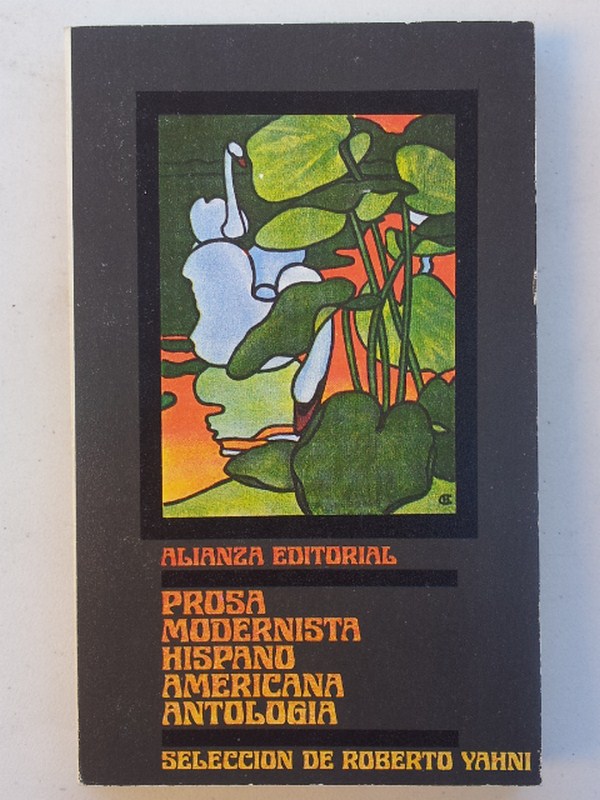 ALIANZA EDITORIAL
PROSA
MODERNISTA
HISPANO
AMERICANA
ANTOLOGIA
SELECCION DE ROBERTO YAHNI